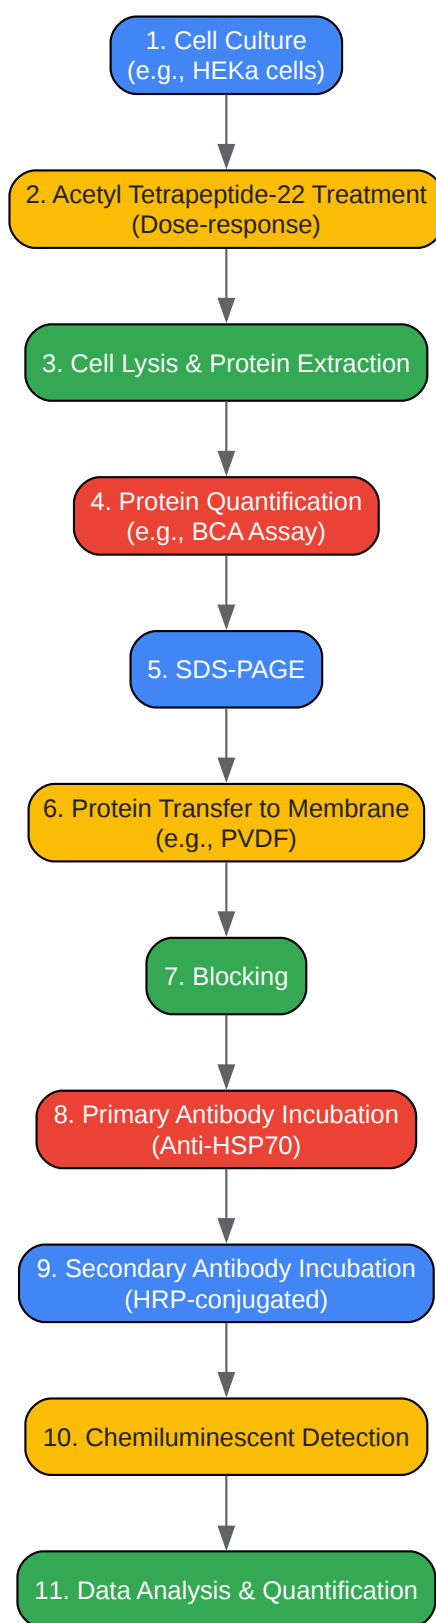 1. Cell Culture
(e.g., HEKa cells)
2. Acetyl Tetrapeptide-22 Treatment
(Dose-response)
3. Cell Lysis & Protein Extraction
4. Protein Quantification
(e.g., BCA Assay)
5. SDS-PAGE
6. Protein Transfer to Membrane
(e.g., PVDF)
7. Blocking
8. Primary Antibody Incubation
(Anti-HSP70)
9. Secondary Antibody Incubation
(HRP-conjugated)
10. Chemiluminescent Detection
11. Data Analysis & Quantification